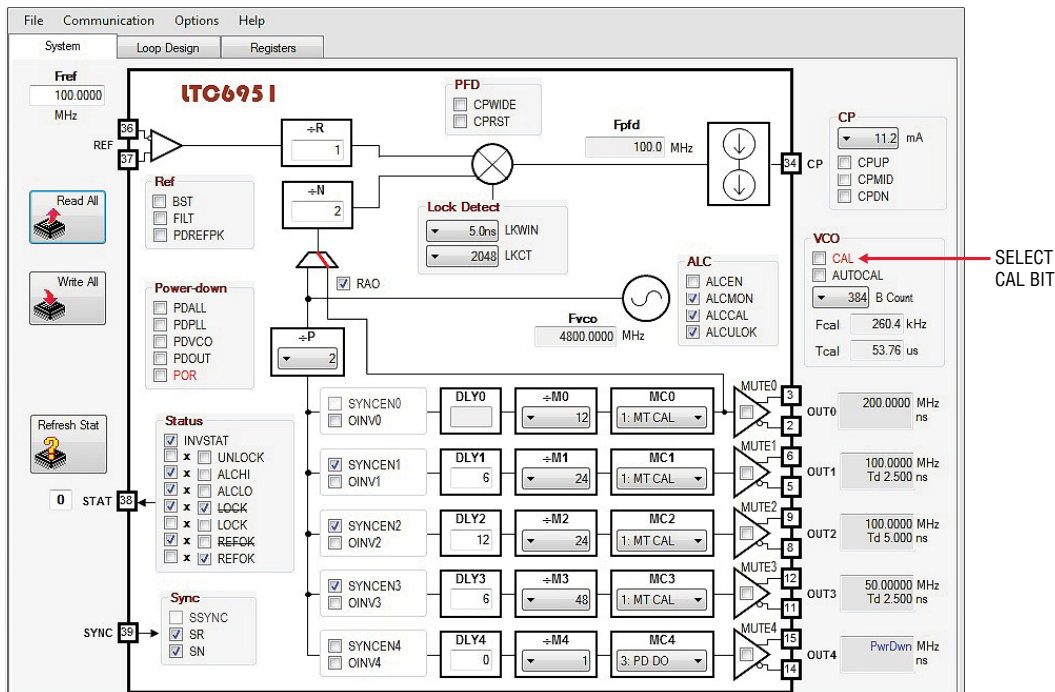 File Communication Options Help
System Loop Design Registers
Fref
100.0000
MHz
LTC6951
REF
36
37
÷R
1
÷N
2
PFD
CPWIDE
CPRST
Fpfd
100.0 MHz
34 CP
CP
11.2 mA
CPUP
CPMID
CPDN
Read All
Write All
Ref
BST
FILT
PDREFPK
Lock Detect
5.0ns LKWIN
2048 LKCT
VCO
CAL
AUTOCAL
384 B Count
Fcal 260.4 kHz
Tcal 53.76 us
SELECT
CAL BIT
RAO
Fvco
4800.0000 MHz
ALC
ALCEN
ALCMON
ALCCAL
ALCULOK
Power-down
PDALL
PDPLL
PDVCO
PDOUT
POR
÷P
2
Refresh Stat
Status
INVSTAT
x UNLOCK
x ALCHI
x ALCLO
x LOCK
x LOCK
x REFOK
x REFOK
0 STAT 38
SYNC 39
Sync
SSYNC
SR
SN
SYNCEN0
OINV0
DLY0
÷M0
12
MC0
1: MT CAL
MUTE0
3
2
OUT0
200.0000 MHz
ns
SYNCEN1
OINV1
DLY1
6
÷M1
24
MC1
1: MT CAL
MUTE1
6
5
OUT1
100.0000 MHz
Td 2.500 ns
SYNCEN2
OINV2
DLY2
12
÷M2
24
MC2
1: MT CAL
MUTE2
9
8
OUT2
100.0000 MHz
Td 5.000 ns
SYNCEN3
OINV3
DLY3
6
÷M3
48
MC3
1: MT CAL
MUTE3
12
11
OUT3
50.00000 MHz
Td 2.500 ns
SYNCEN4
OINV4
DLY4
0
÷M4
1
MC4
3: PD DO
MUTE4
15
14
OUT4
PwrDwn MHz
ns